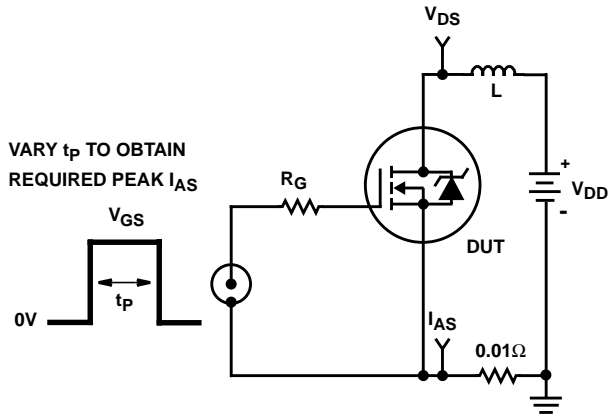 V_DS
L
VARY t_P TO OBTAIN
REQUIRED PEAK I_AS
R_G
+
V_DD
-
V_GS
DUT
t_P
0V
I_AS
0.01Ω